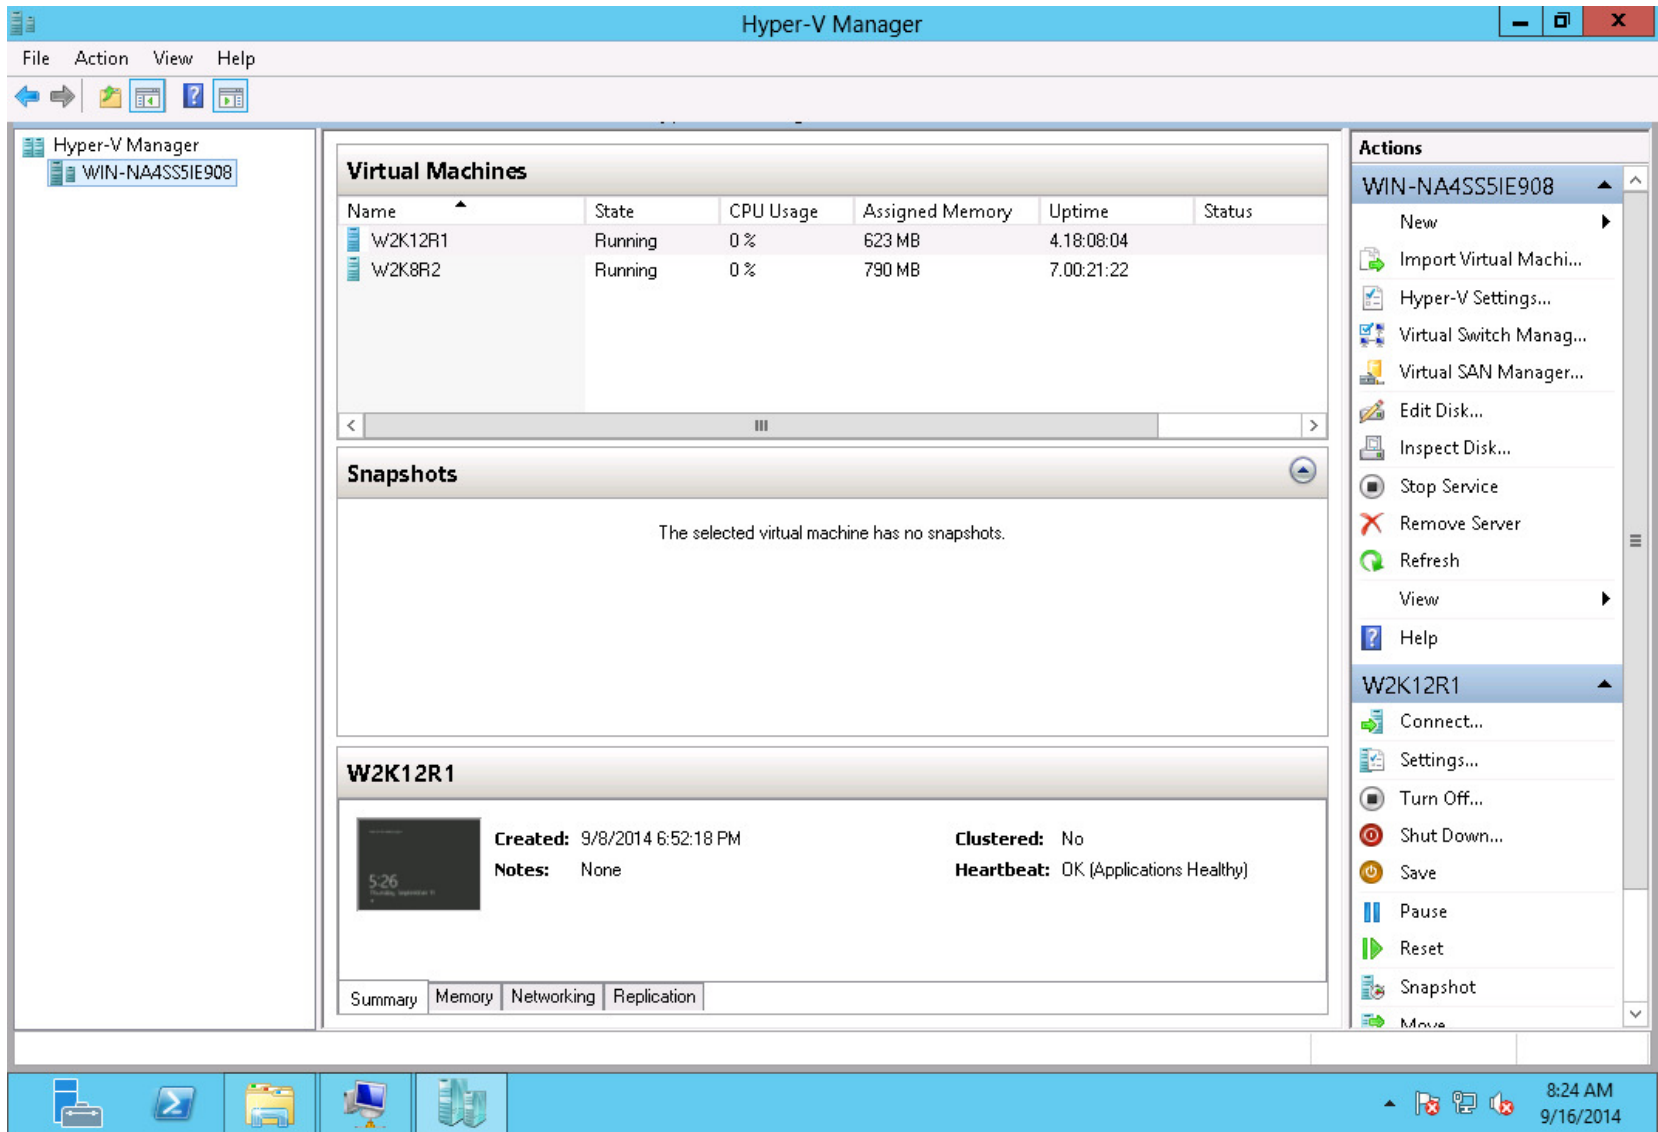 Hyper-V Manager
File Action View Help
Hyper-V Manager
WIN-NA4SS5IE908
Virtual Machines
Name State CPU Usage Assigned Memory Uptime Status
W2K12R1 Running 0 % 623 MB 4.18:08:04
W2K8R2 Running 0 % 790 MB 7.00:21:22
Snapshots
The selected virtual machine has no snapshots.
W2K12R1
5:26
Created: 9/8/2014 6:52:18 PM Clustered: No
Notes: None Heartbeat: OK (Applications Healthy)
Summary Memory Networking Replication
Actions
WIN-NA4SS5IE908
New
Import Virtual Machi...
Hyper-V Settings...
Virtual Switch Manag...
Virtual SAN Manager...
Edit Disk...
Inspect Disk...
Stop Service
Remove Server
Refresh
View
Help
W2K12R1
Connect...
Settings...
Turn Off...
Shut Down...
Save
Pause
Reset
Snapshot
Move
8:24 AM
9/16/2014